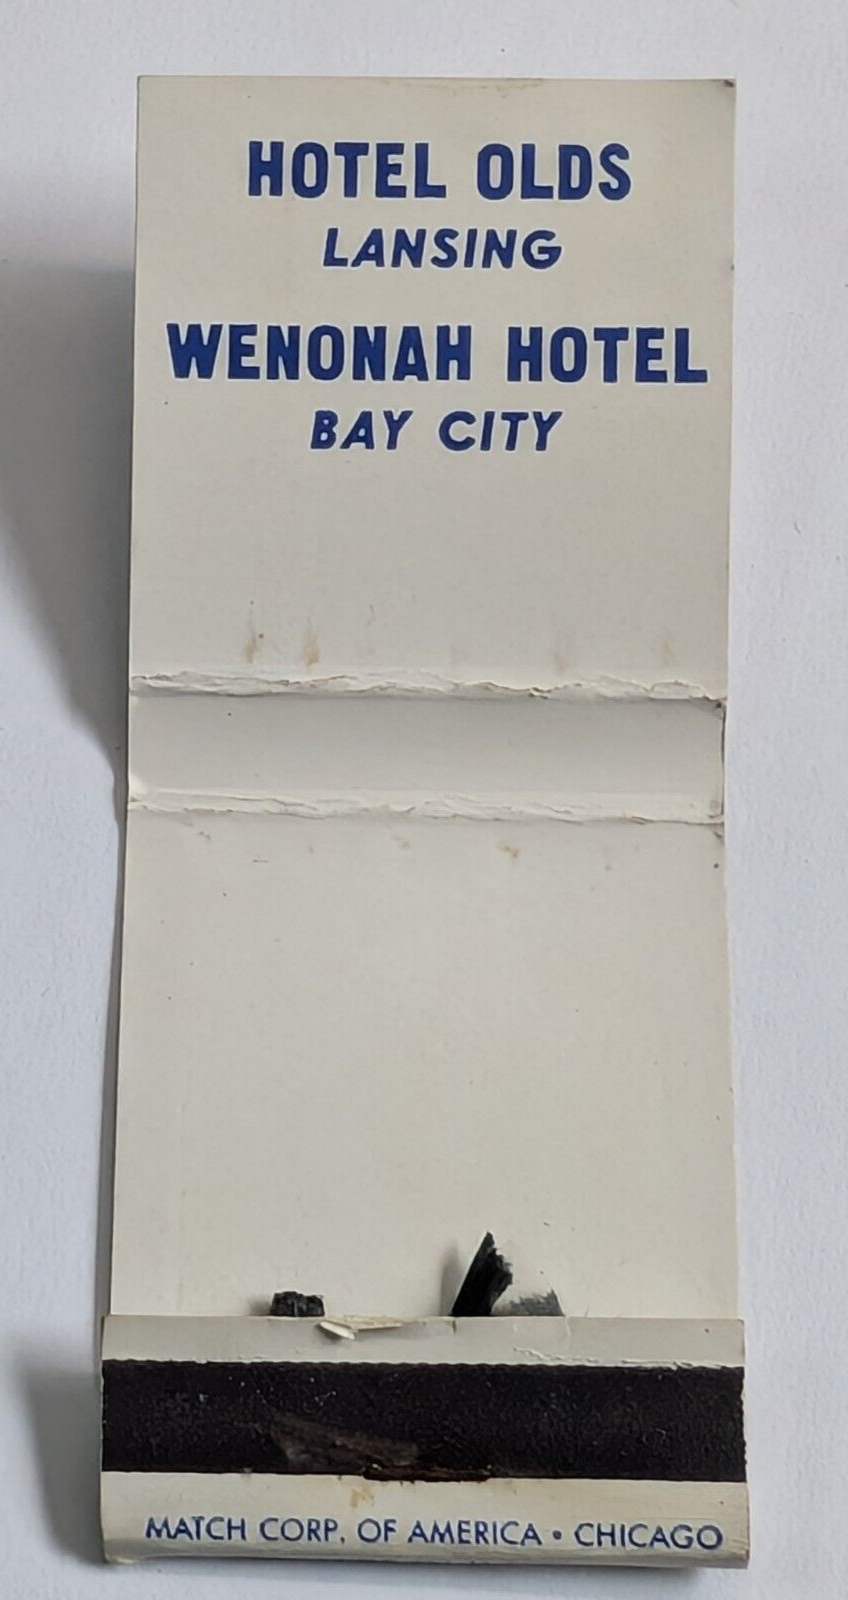 HOTEL OLDS
LANSING
WENONAH HOTEL
BAY CITY
MATCH CORP. OF AMERICA • CHICAGO